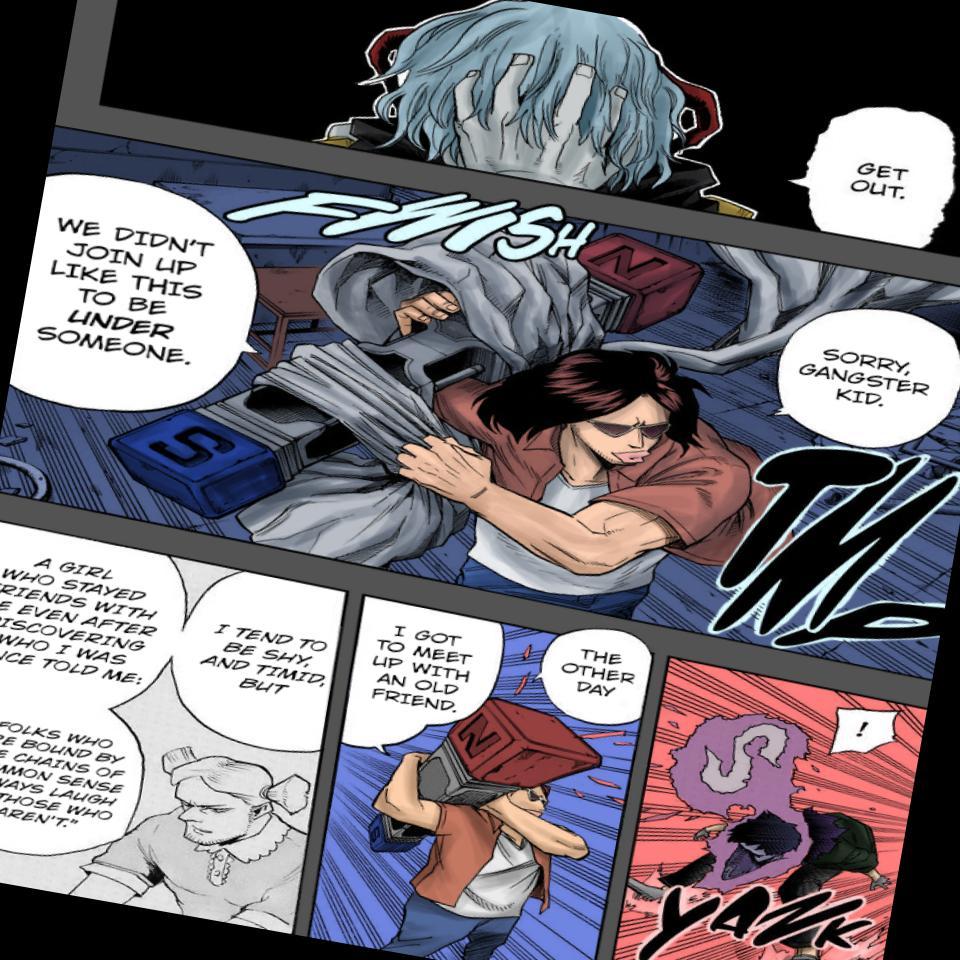 GET
OUT.
SORRY,
GANGSTER
KID.
FWISH
WE DIDN'T
JOIN UP
LIKE THIS
TO BE
UNDER
SOMEONE.
N
S
!
S
YANK
THE
OTHER
DAY
I GOT
TO MEET
UP WITH
AN OLD
FRIEND.
N
I TEND TO
BE SHY,
AND TIMID,
BUT
A GIRL
WHO STAYED
WITH
EVEN AFTER
DISCOVERING
WHO I WAS
TOLD ME:
FOLKS WHO
BOUND BY
CHAINS OF
SENSE
LAUGH
THOSE WHO
AREN'T."